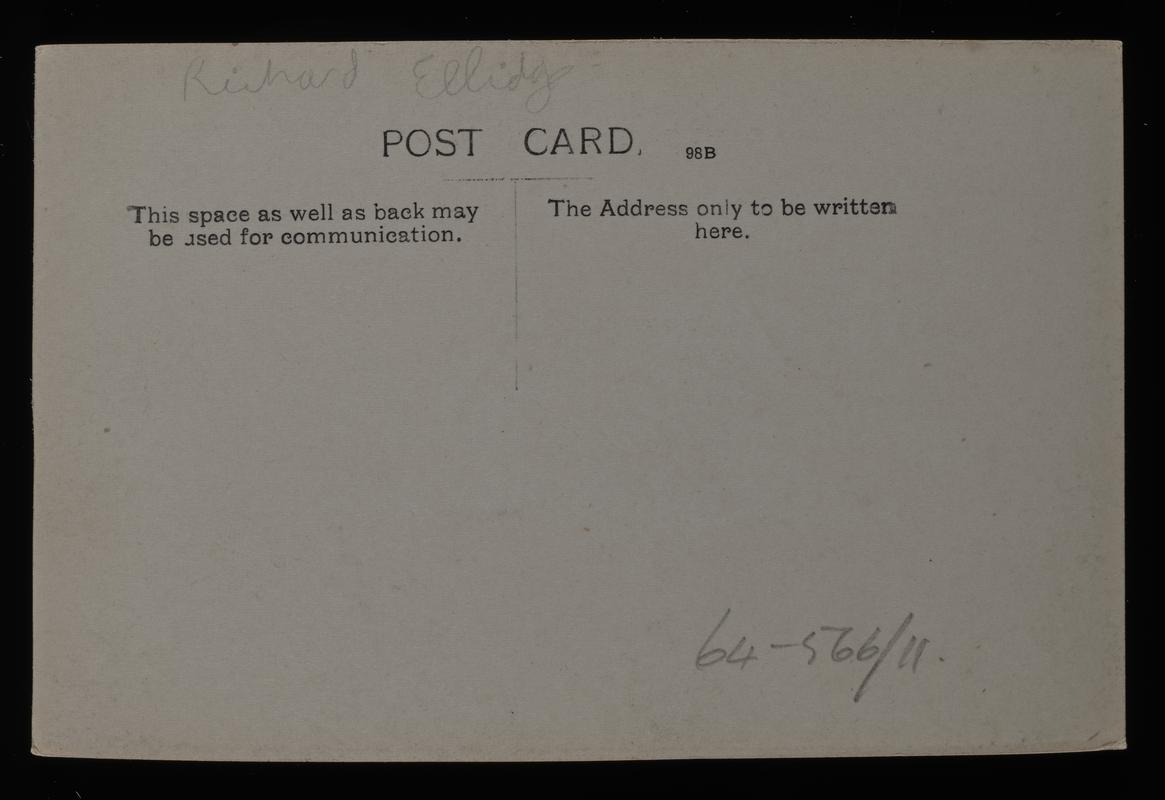 Richard Ellidge
POST CARD. 98B
This space as well as back may
be used for communication.
The Address only to be written
here.
64-566/11.